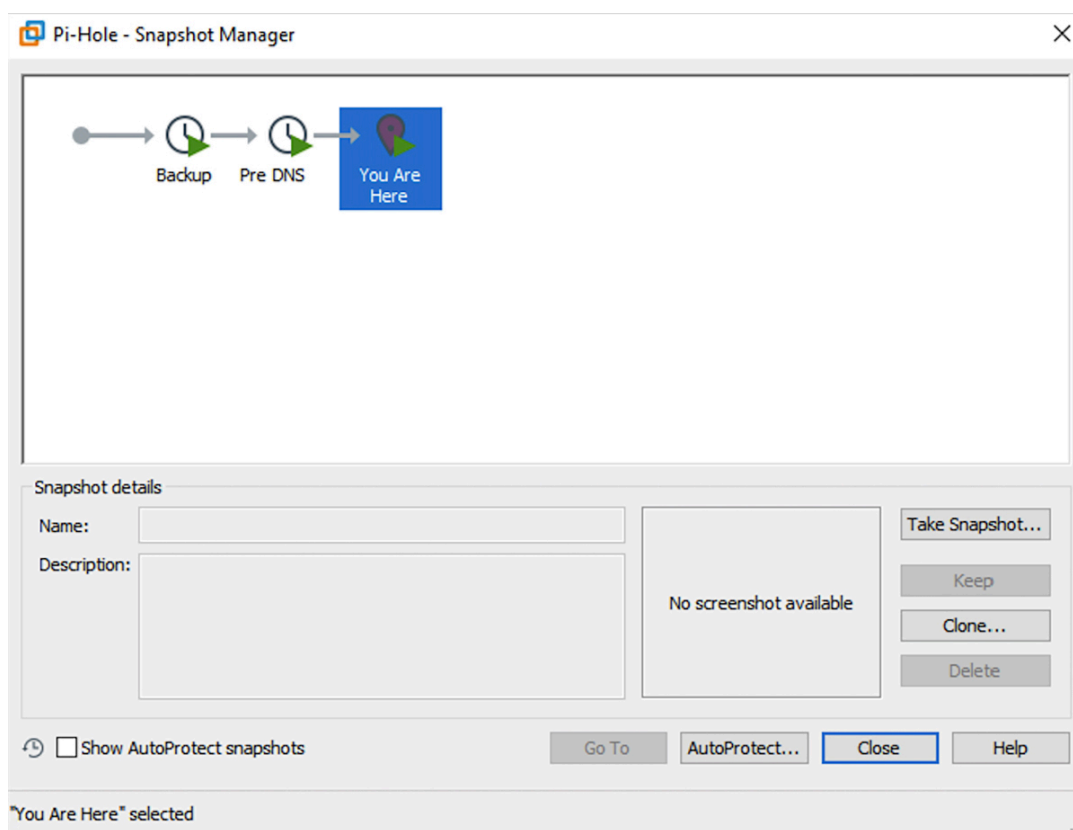 Pi-Hole - Snapshot Manager
Backup
Pre DNS
You Are
Here
Snapshot details
Name:
Take Snapshot...
Description:
No screenshot available
Keep
Clone...
Delete
Show AutoProtect snapshots
Go To
AutoProtect...
Close
Help
"You Are Here" selected